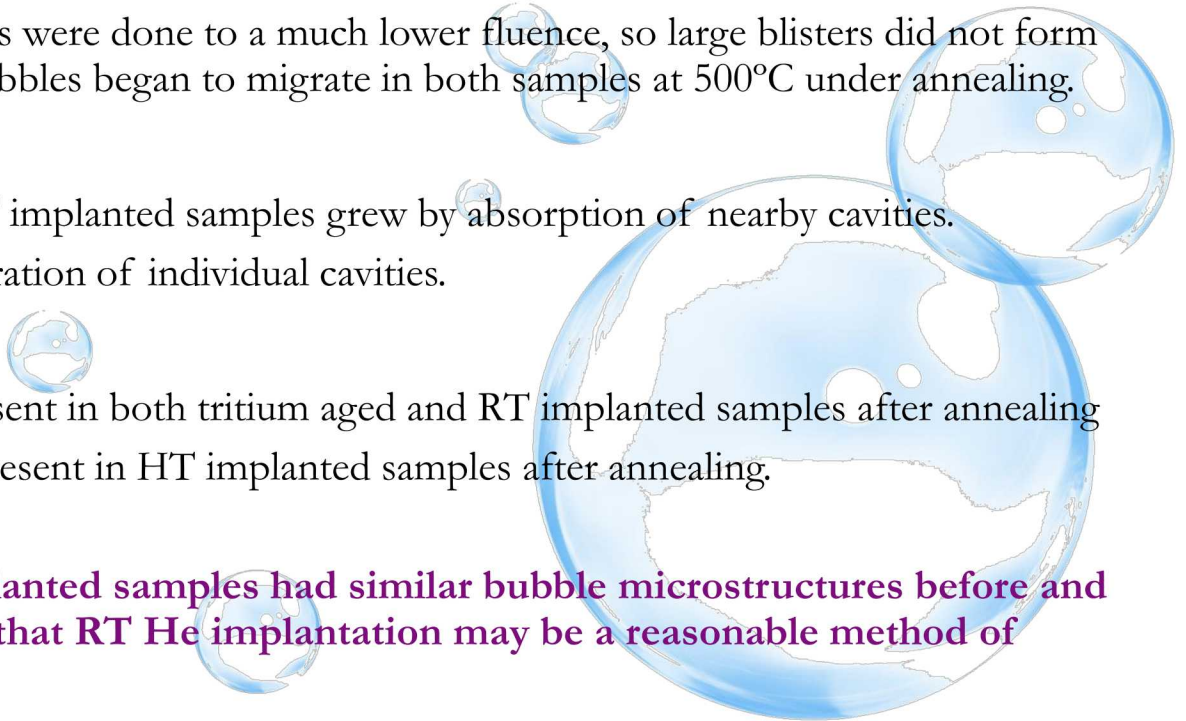 s were done to a much lower fluence, so large blisters did not form
bbles began to migrate in both samples at 500ºC under annealing.
implanted samples grew by absorption of nearby cavities.
ration of individual cavities.
sent in both tritium aged and RT implanted samples after annealing
resent in HT implanted samples after annealing.
lanted samples had similar bubble microstructures before and
that RT He implantation may be a reasonable method of